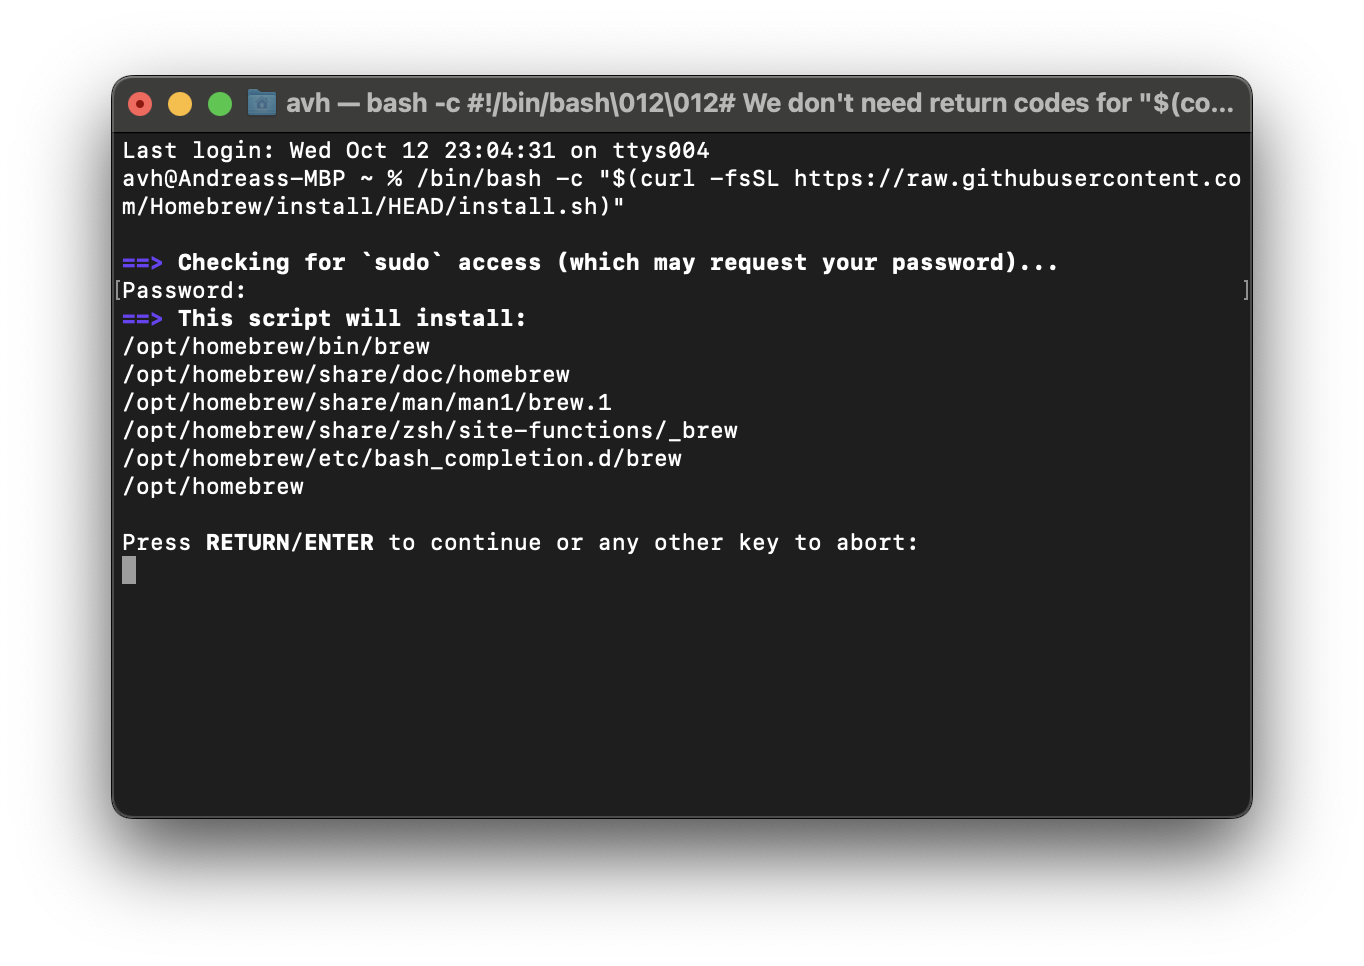 avh — bash -c #!/bin/bash\012\012# We don't need return codes for "$(co...
Last login: Wed Oct 12 23:04:31 on ttys004
avh@Andreass-MBP ~ % /bin/bash -c "$(curl -fsSL https://raw.githubusercontent.co
m/Homebrew/install/HEAD/install.sh)"
==> Checking for `sudo` access (which may request your password)...
[Password: ]
==> This script will install:
/opt/homebrew/bin/brew
/opt/homebrew/share/doc/homebrew
/opt/homebrew/share/man/man1/brew.1
/opt/homebrew/share/zsh/site-functions/_brew
/opt/homebrew/etc/bash_completion.d/brew
/opt/homebrew
Press RETURN/ENTER to continue or any other key to abort: